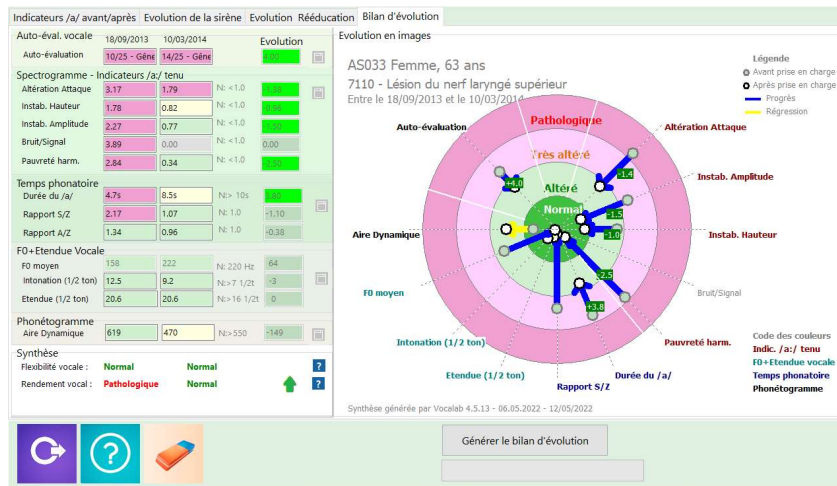 Indicateurs /a/ avant/après Evolution de la sirène Evolution Rééducation Bilan d'évolution
Auto-éval. vocale 18/09/2013 10/03/2014 Evolution
Auto-évaluation 10/25 - Gêne 14/25 - Gêne 4.00
Spectrogramme - Indicateurs /a:/ tenu
Altération Attaque 3.17 1.79 N: <1.0 -1.38
Instab. Hauteur 1.78 0.82 N: <1.0 -0.96
Instab. Amplitude 2.27 0.77 N: <1.0 -1.50
Bruit/Signal 3.89 0.00 N: <1.0 0.00
Pauvreté harm. 2.84 0.34 N: <1.0 -2.50
Temps phonatoire
Durée du /a/ 4.7s 8.5s N:> 10s 3.80
Rapport S/Z 2.17 1.07 N: 1.0 -1.10
Rapport A/Z 1.34 0.96 N: 1.0 -0.38
F0+Etendue Vocale
F0 moyen 158 222 N: 220 Hz 64
Intonation (1/2 ton) 12.5 9.2 N:>7 1/2t -3
Etendue (1/2 ton) 20.6 20.6 N:>16 1/2t 0
Phonétogramme
Aire Dynamique 619 470 N:>550 -149
Synthèse
Flexibilité vocale : Normal Normal ?
Rendement vocal : Pathologique Normal ?
Evolution en images
AS033 Femme, 63 ans
7110 - Lésion du nerf laryngé supérieur
Entre le 18/09/2013 et le 10/03/2014
Légende
Avant prise en charge
Après prise en charge
Progrès
Régression
Pathologique
Très altéré
Altéré
Normal
Auto-évaluation
Altération Attaque
Instab. Amplitude
Instab. Hauteur
Bruit/Signal
Pauvreté harm.
Durée du /a/
Rapport S/Z
Etendue (1/2 ton)
Intonation (1/2 ton)
F0 moyen
Aire Dynamique
+4.0
-1.4
-1.5
-1.0
-2.5
+3.8
Code des couleurs
Indic. /a:/ tenu
F0+Etendue vocale
Temps phonatoire
Phonétogramme
Synthèse générée par Vocalab 4.5.13 - 06.05.2022 - 12/05/2022
Générer le bilan d'évolution
?